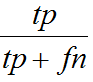 tp
tp + fn